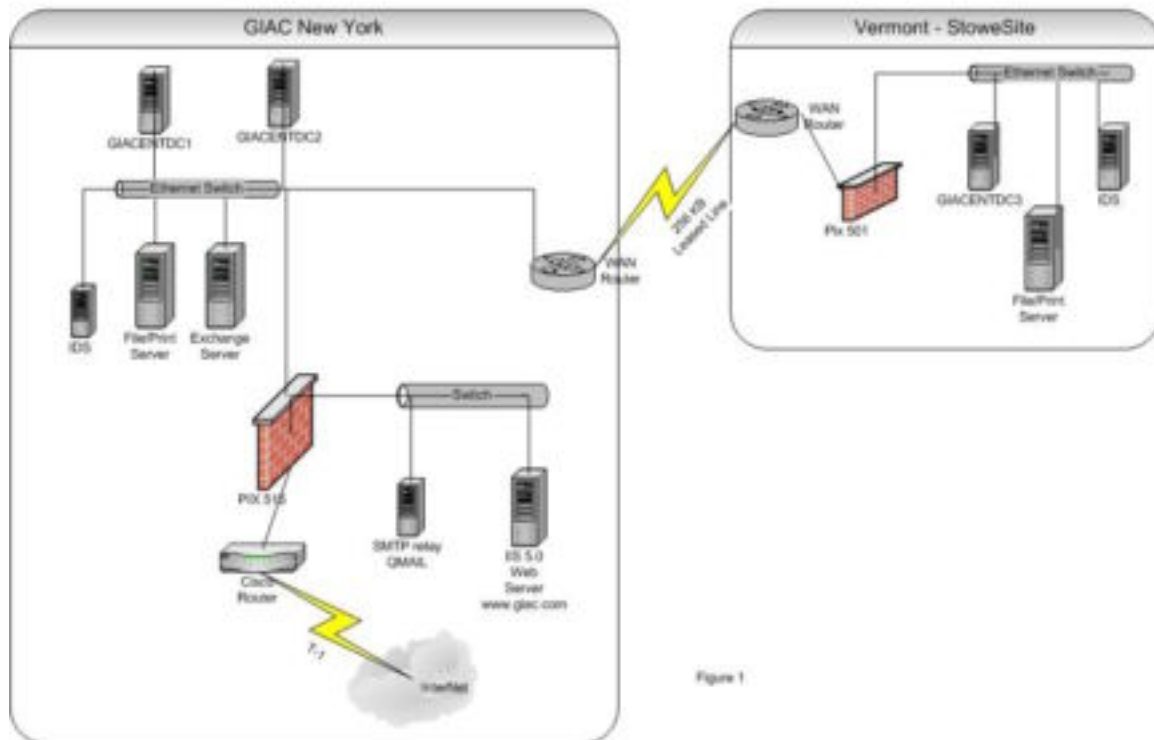 GIAC New York
GIACENTDC1
GIACENTDC2
Ethernet Switch
IDS
File/Print
Server
Exchange
Server
WAN
Router
256 KB
Leased Line
PIX 515
Switch
SMTP relay
QMAIL
IIS 5.0
Web
Server
www.giac.com
Cisco
Router
T-1
InterNet
Vermont - StoweSite
Ethernet Switch
WAN
Router
Pix 501
GIACENTDC3
File/Print
Server
IDS
Figure 1